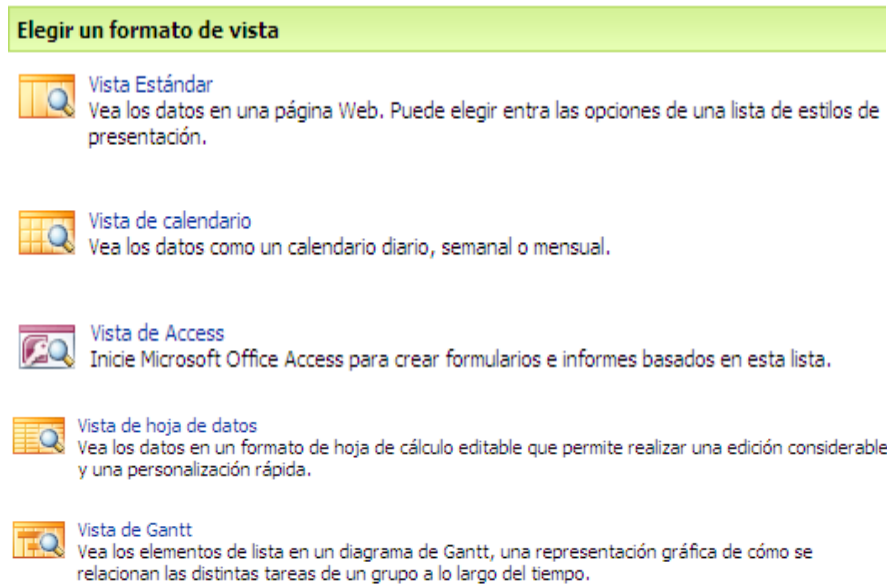 Elegir un formato de vista
Vista Estándar
Vea los datos en una página Web. Puede elegir entra las opciones de una lista de estilos de
presentación.
Vista de calendario
Vea los datos como un calendario diario, semanal o mensual.
Vista de Access
Inicie Microsoft Office Access para crear formularios e informes basados en esta lista.
Vista de hoja de datos
Vea los datos en un formato de hoja de cálculo editable que permite realizar una edición considerable
y una personalización rápida.
Vista de Gantt
Vea los elementos de lista en un diagrama de Gantt, una representación gráfica de cómo se
relacionan las distintas tareas de un grupo a lo largo del tiempo.